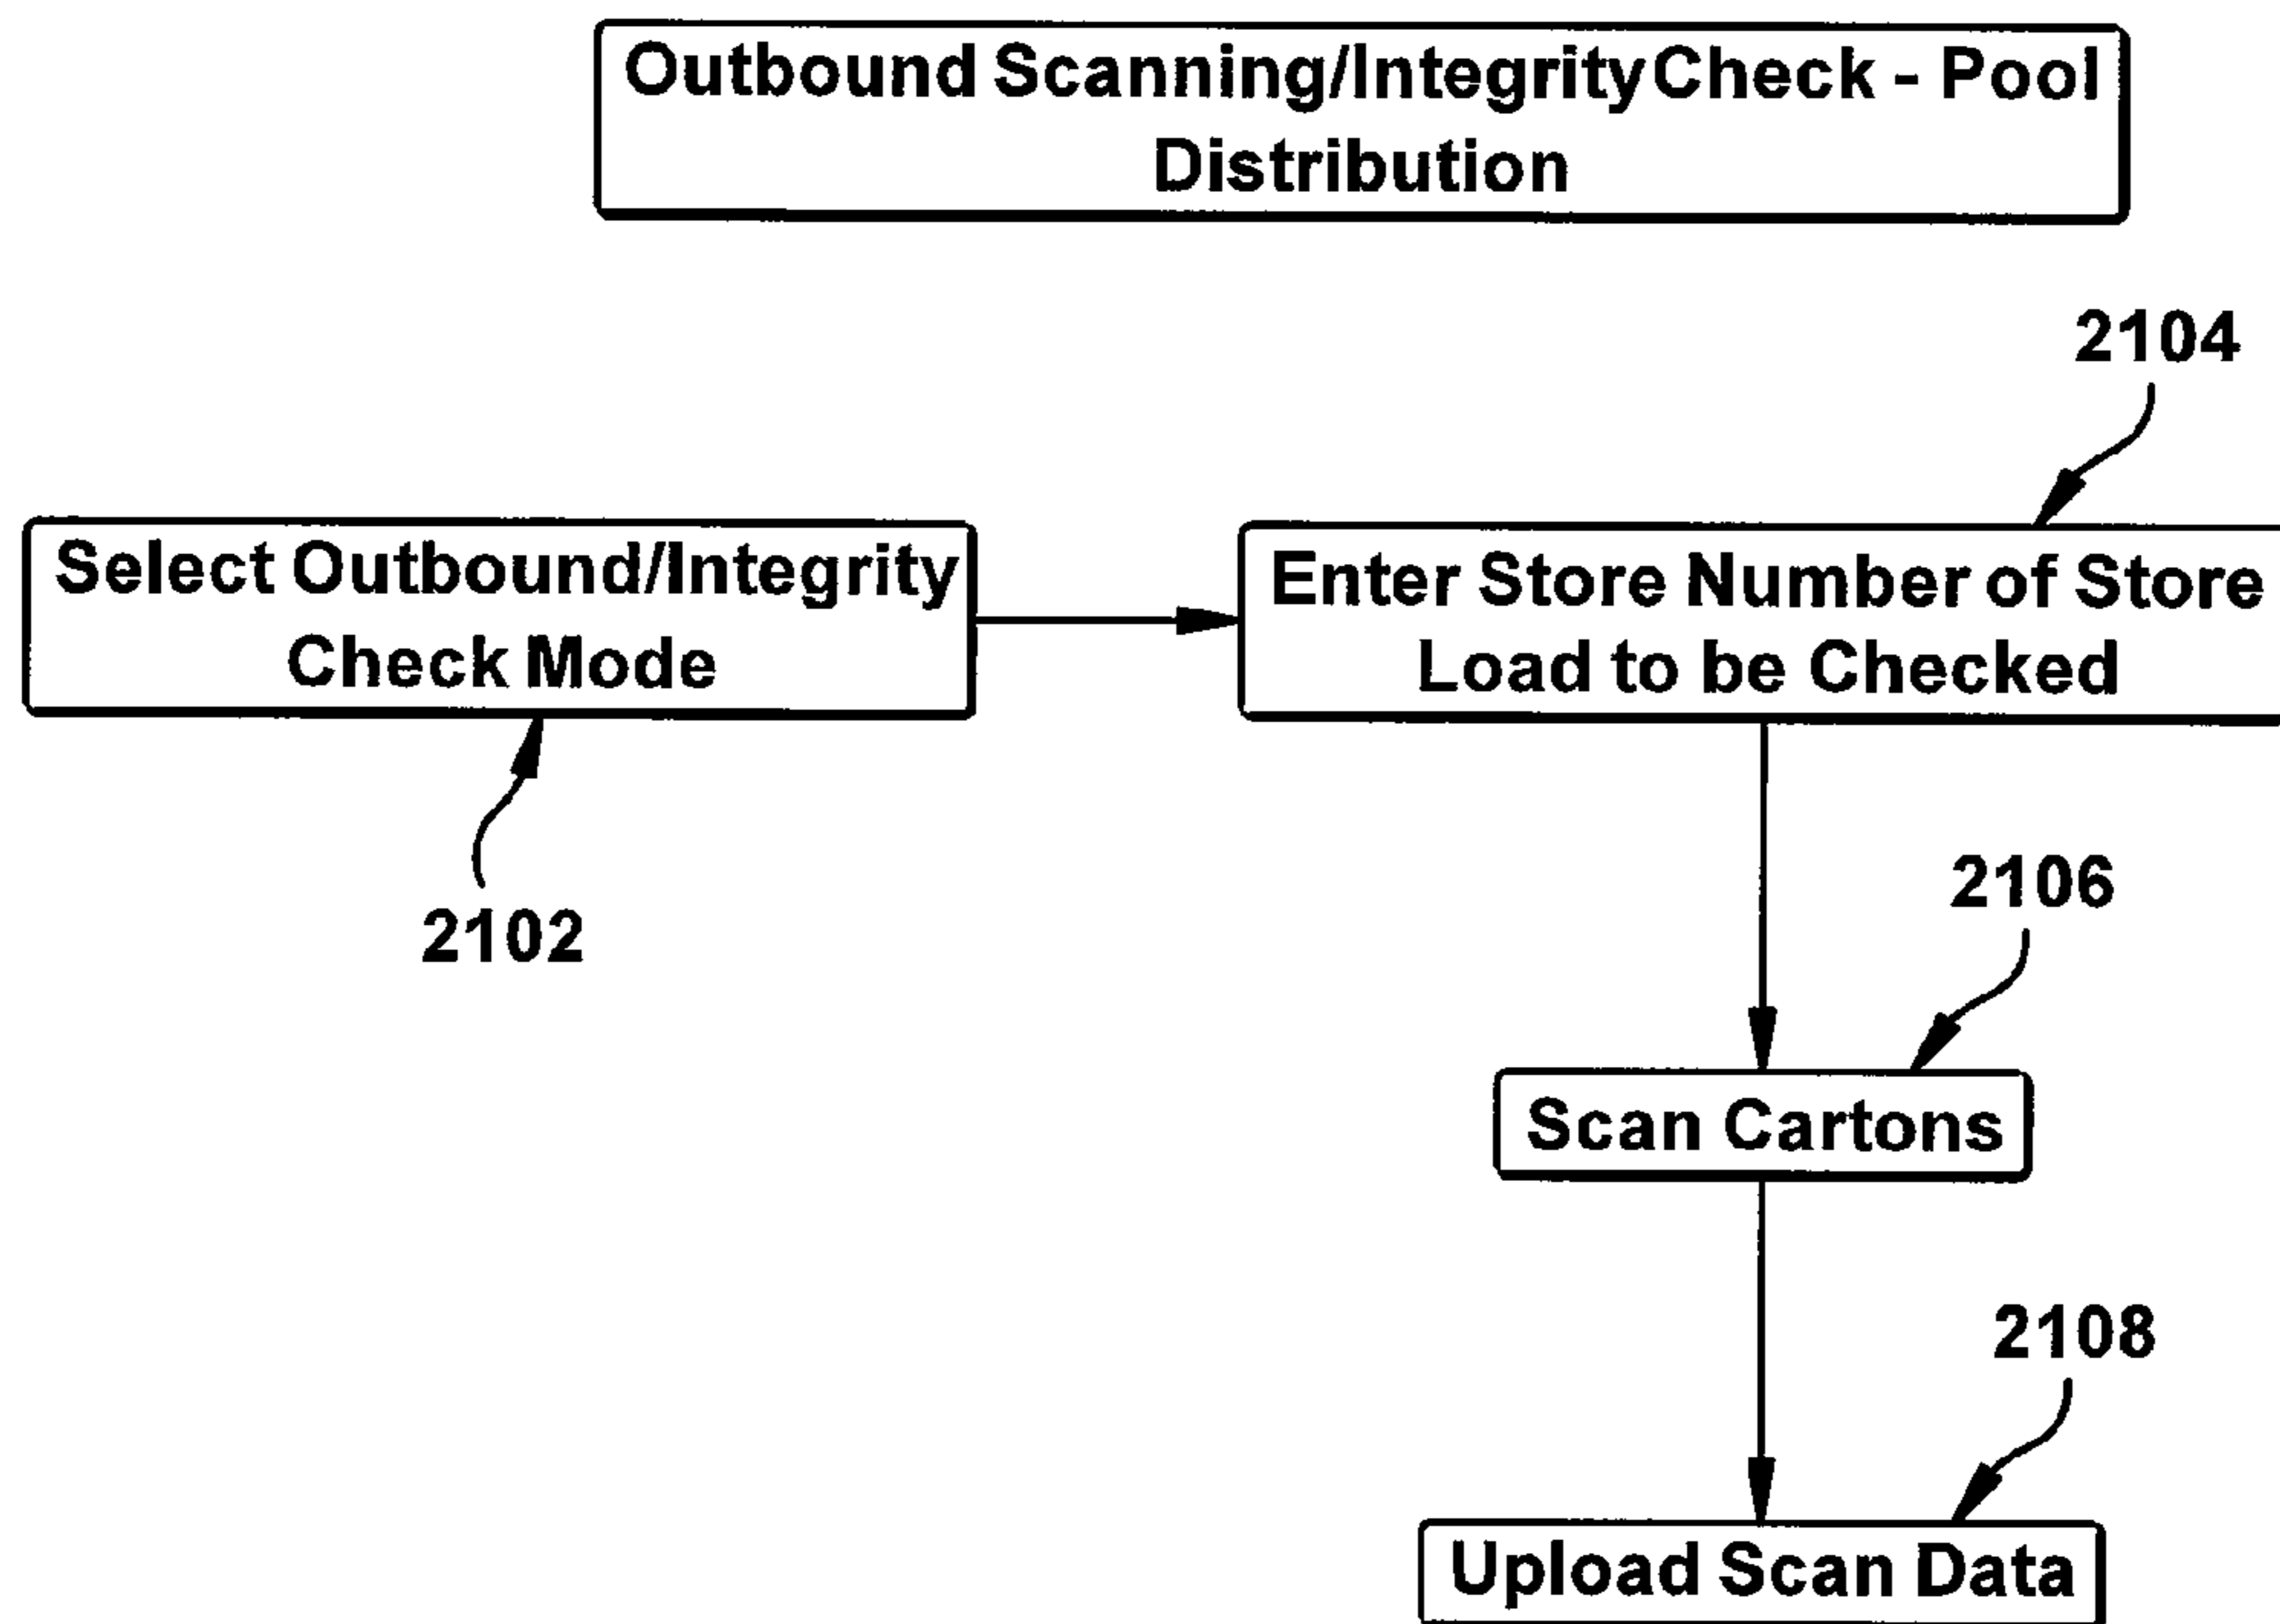 Outbound Scanning/Integrity Check - Pool
Distribution
2104
Select Outbound/Integrity
Check Mode
Enter Store Number of Store
Load to be Checked
2102
2106
Scan Cartons
2108
Upload Scan Data